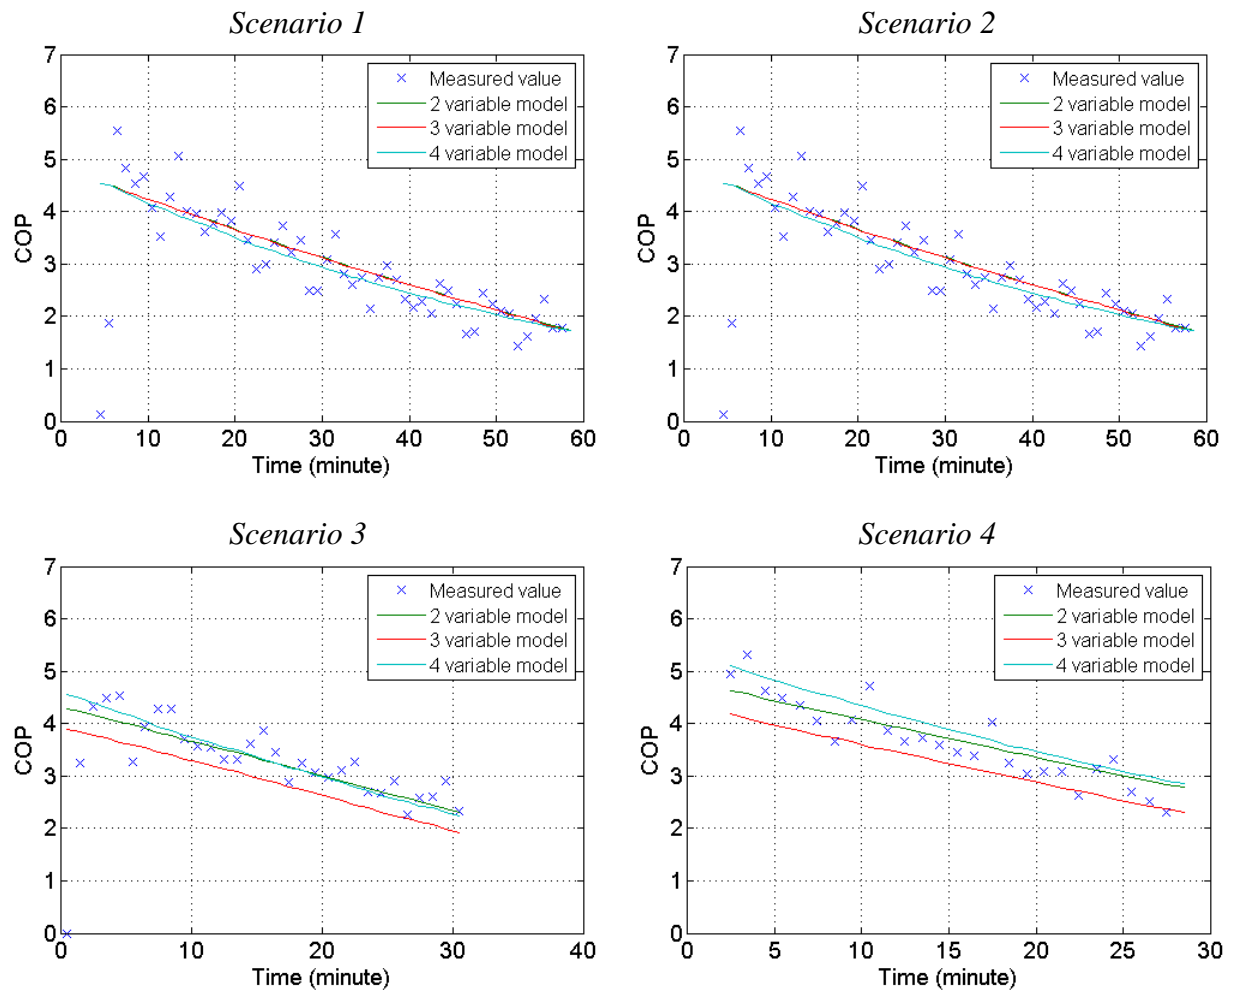 Scenario 1
7
6
5
4
3
2
1
0
COP
Measured value
2 variable model
3 variable model
4 variable model
0 10 20 30 40 50 60
Time (minute)
Scenario 2
7
6
5
4
3
2
1
0
COP
Measured value
2 variable model
3 variable model
4 variable model
0 10 20 30 40 50 60
Time (minute)
Scenario 3
7
6
5
4
3
2
1
0
COP
Measured value
2 variable model
3 variable model
4 variable model
0 10 20 30 40
Time (minute)
Scenario 4
7
6
5
4
3
2
1
0
COP
Measured value
2 variable model
3 variable model
4 variable model
0 5 10 15 20 25 30
Time (minute)